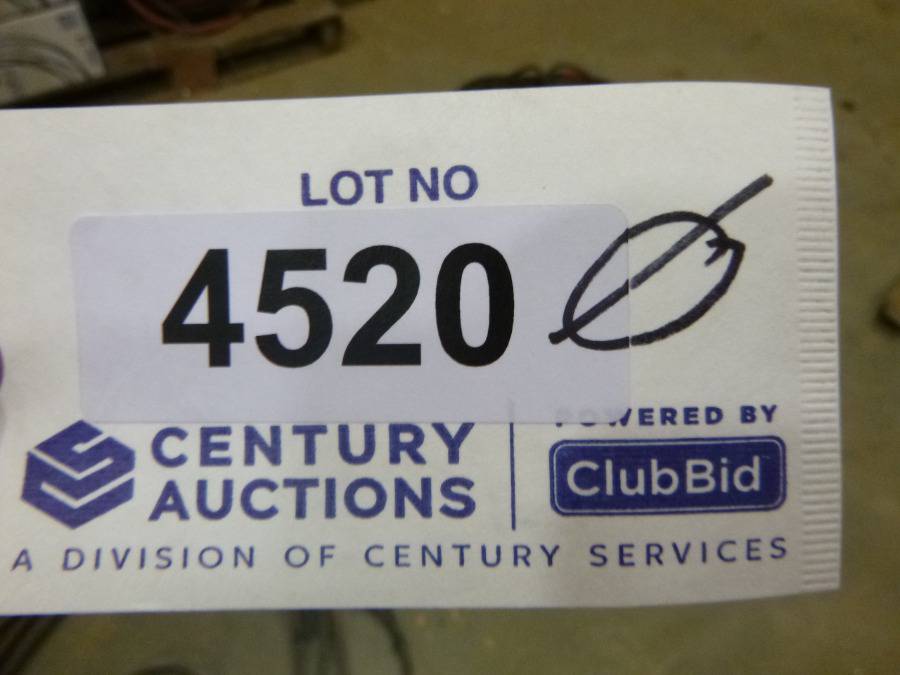 LOT NO
4520 Ø
CENTURY
AUCTIONS
POWERED BY
ClubBid
A DIVISION OF CENTURY SERVICES